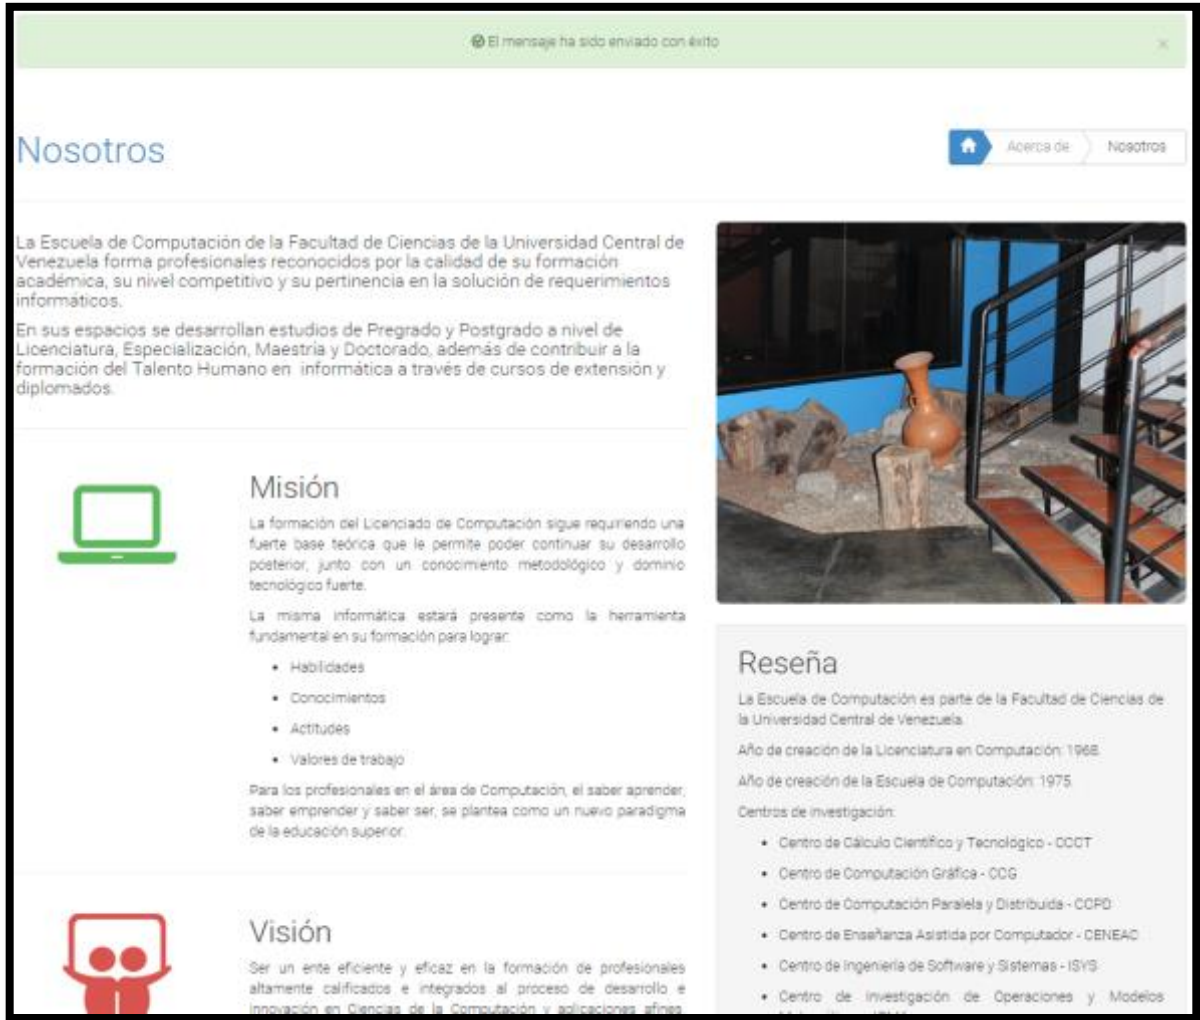 El mensaje ha sido enviado con éxito ×
Nosotros
Acerca de
Nosotros
La Escuela de Computación de la Facultad de Ciencias de la Universidad Central de
Venezuela forma profesionales reconocidos por la calidad de su formación
académica, su nivel competitivo y su pertinencia en la solución de requerimientos
informáticos.
En sus espacios se desarrollan estudios de Pregrado y Postgrado a nivel de
Licenciatura, Especialización, Maestria y Doctorado, además de contribuir a la
formación del Talento Humano en informática a través de cursos de extensión y
diplomados.
Misión
La formación del Licenciado de Computación sigue requiriendo una
fuerte base teórica que le permite poder continuar su desarrollo
posterior, junto con un conocimiento metodológico y dominio
tecnológico fuerte.
La misma informática estará presente como la herramienta
fundamental en su formación para lograr:
• Habilidades
• Conocimientos
• Actitudes
• Valores de trabajo
Para los profesionales en el área de Computación, el saber aprender,
saber emprender y saber ser, se plantea como un nuevo paradigma
de la educación superior.
Visión
Ser un ente eficiente y eficaz en la formación de profesionales
altamente calificados e integrados al proceso de desarrollo e
innovación en Ciencias de la Computación y aplicaciones afines,
Reseña
La Escuela de Computación es parte de la Facultad de Ciencias de
la Universidad Central de Venezuela.
Año de creación de la Licenciatura en Computación: 1968.
Año de creación de la Escuela de Computación: 1975.
Centros de investigación:
• Centro de Cálculo Científico y Tecnológico - CCCT
• Centro de Computación Gráfica - CCG
• Centro de Computación Paralela y Distribuida - CCPD
• Centro de Enseñanza Asistida por Computador - CENEAC
• Centro de Ingeniería de Software y Sistemas - ISYS
• Centro de Investigación de Operaciones y Modelos